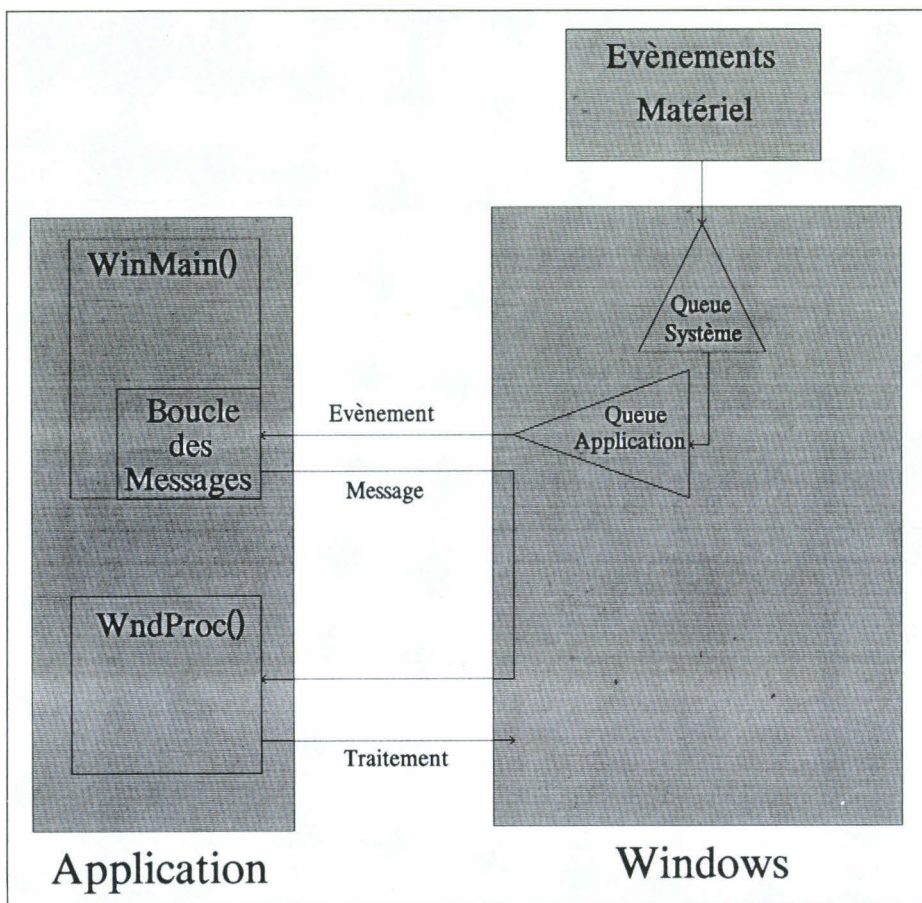 Evènements
Matériel
WinMain()
Queue
Système
Boucle
des
Messages
Evènement
Queue
Application
Message
WndProc()
Traitement
Application
Windows